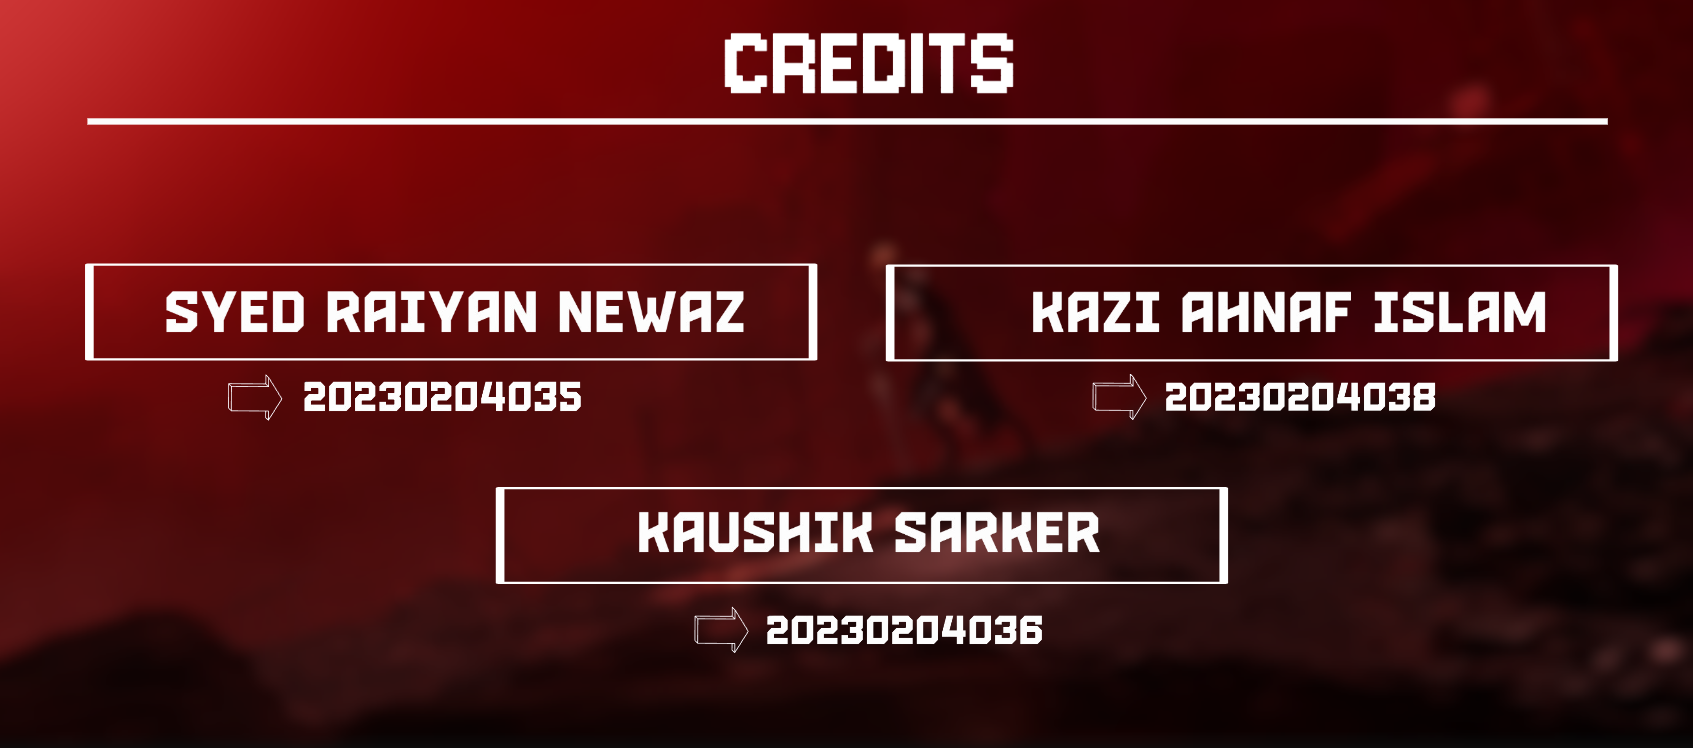 CREDITS
SYED RAIYAN NEWAZ
20230204035
KAZI AHNAF ISLAM
20230204038
KAUSHIK SARKER
20230204036